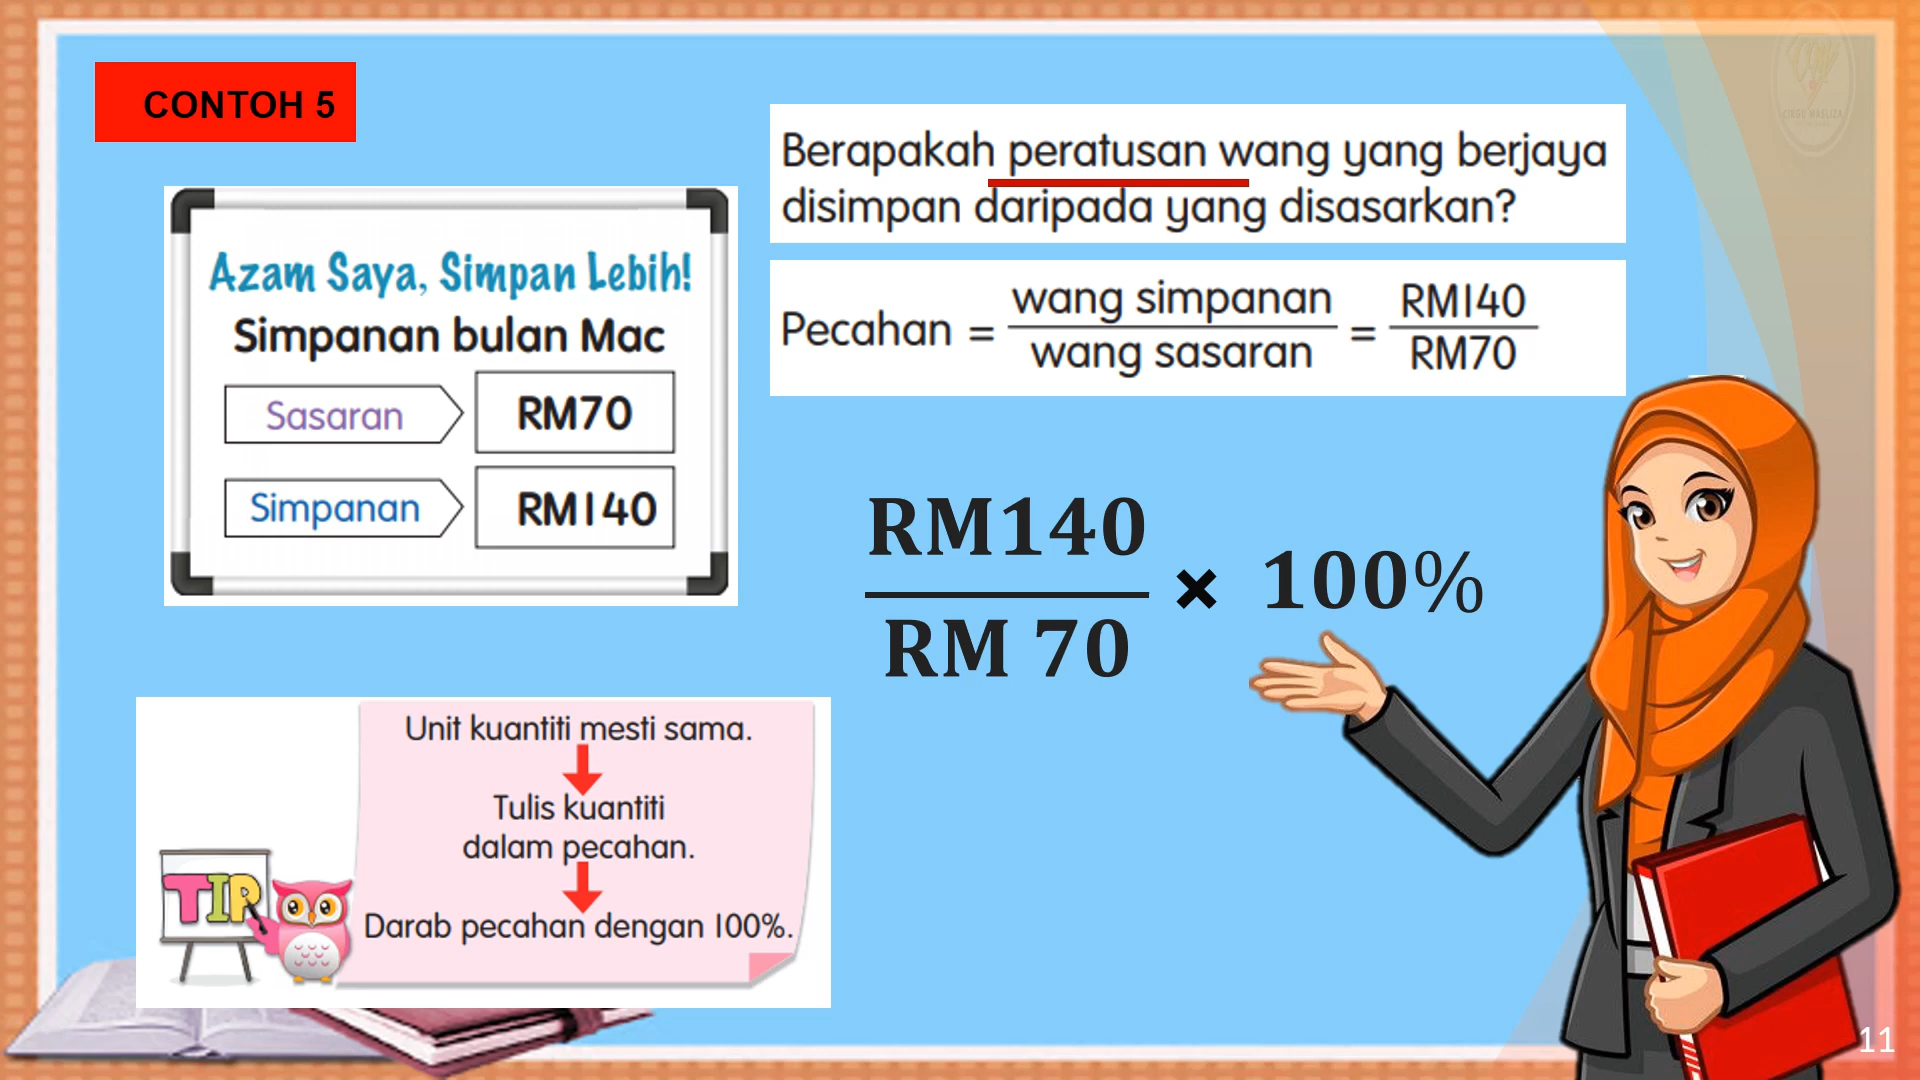 CONTOH 5
Berapakah peratusan wang yang berjaya
disimpan daripada yang disasarkan?
Azam Saya, Simpan Lebih!
Simpanan bulan Mac
Sasaran RM70
Simpanan RM140
Pecahan = wang simpanan / wang sasaran = RM140 / RM70
RM140 / RM 70 × 100%
Unit kuantiti mesti sama.
Tulis kuantiti
dalam pecahan.
Darab pecahan dengan 100%.
TIP
11